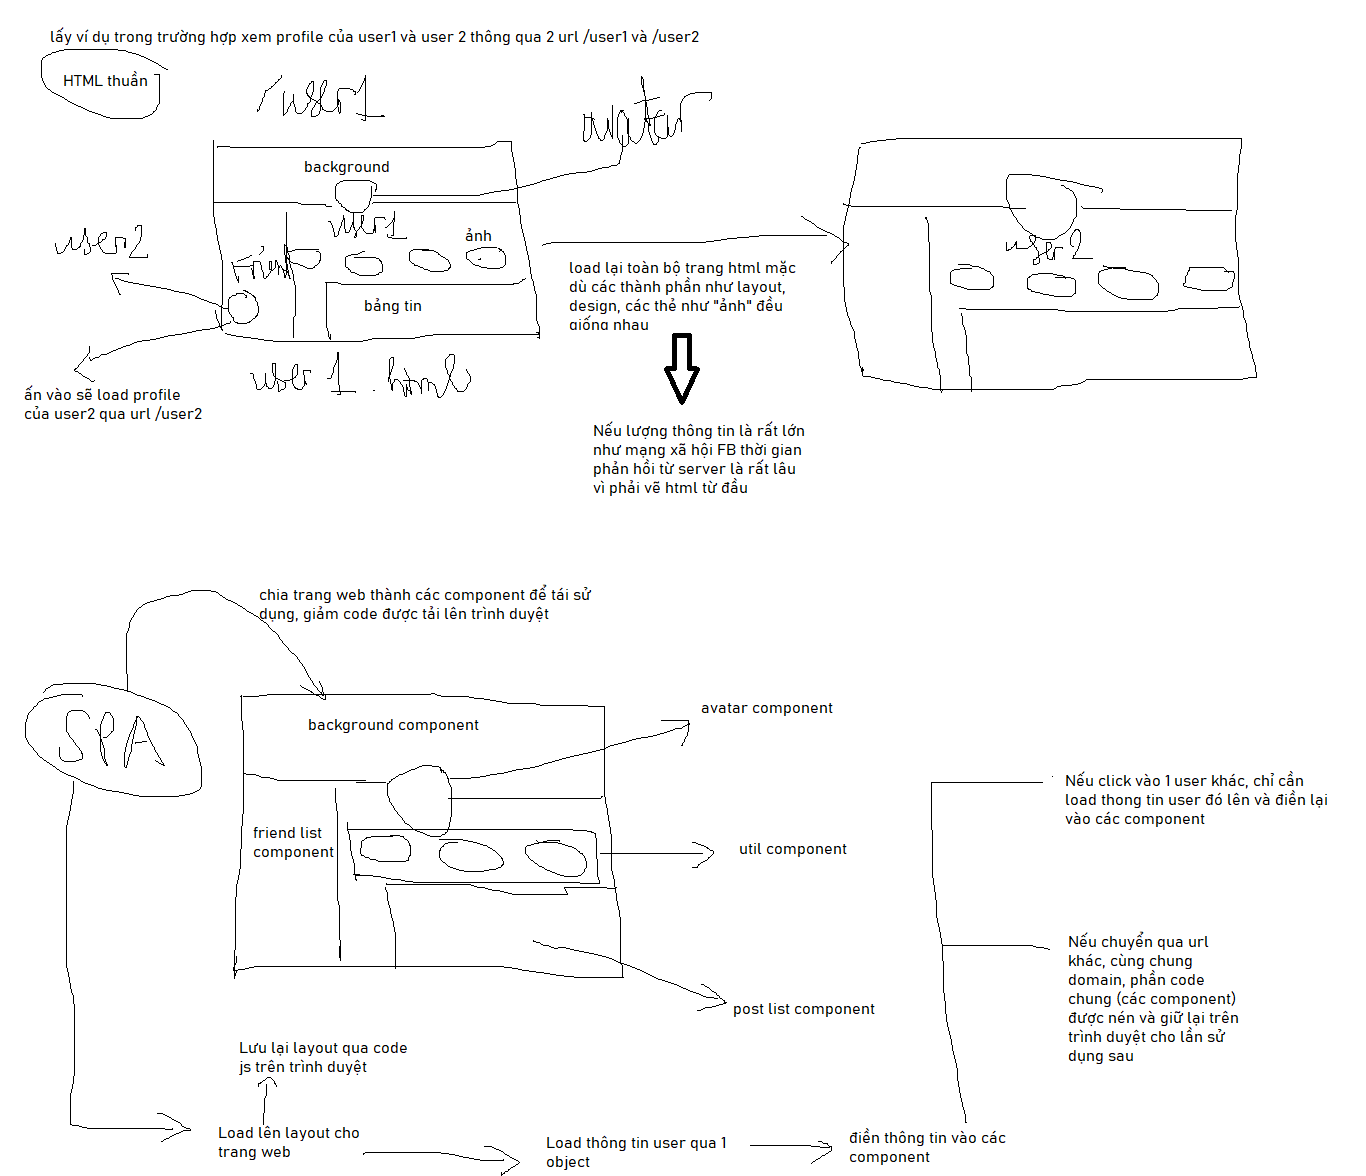 lấy ví dụ trong trường hợp xem profile của user1 và user 2 thông qua 2 url /user1 và /user2
HTML thuần
/user1
avatar
background
user1
ảnh
user2
Friend
bảng tin
user1.html
ấn vào sẽ load profile
của user2 qua url /user2
load lại toàn bộ trang html mặc
dù các thành phần như layout,
design, các thẻ như "ảnh" đều
giống nhau
user2
Nếu lượng thông tin là rất lớn
như mạng xã hội FB thời gian
phản hồi từ server là rất lâu
vì phải vẽ html từ đầu
chia trang web thành các component để tái sử
dụng, giảm code được tải lên trình duyệt
SPA
background component
avatar component
friend list
component
util component
post list component
Nếu click vào 1 user khác, chỉ cần
load thong tin user đó lên và điền lại
vào các component
Nếu chuyển qua url
khác, cùng chung
domain, phần code
chung (các component)
được nén và giữ lại trên
trình duyệt cho lần sử
dụng sau
Lưu lại layout qua code
js trên trình duyệt
Load lên layout cho
trang web
Load thông tin user qua 1
object
điền thông tin vào các
component